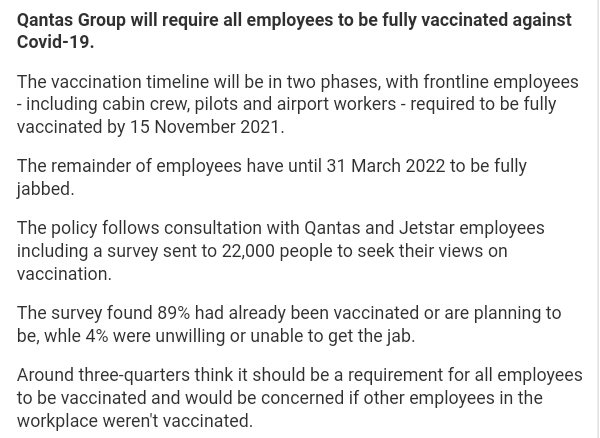 Qantas Group will require all employees to be fully vaccinated against
Covid-19.
The vaccination timeline will be in two phases, with frontline employees
- including cabin crew, pilots and airport workers - required to be fully
vaccinated by 15 November 2021.
The remainder of employees have until 31 March 2022 to be fully
jabbed.
The policy follows consultation with Qantas and Jetstar employees
including a survey sent to 22,000 people to seek their views on
vaccination.
The survey found 89% had already been vaccinated or are planning to
be, whle 4% were unwilling or unable to get the jab.
Around three-quarters think it should be a requirement for all employees
to be vaccinated and would be concerned if other employees in the
workplace weren't vaccinated.